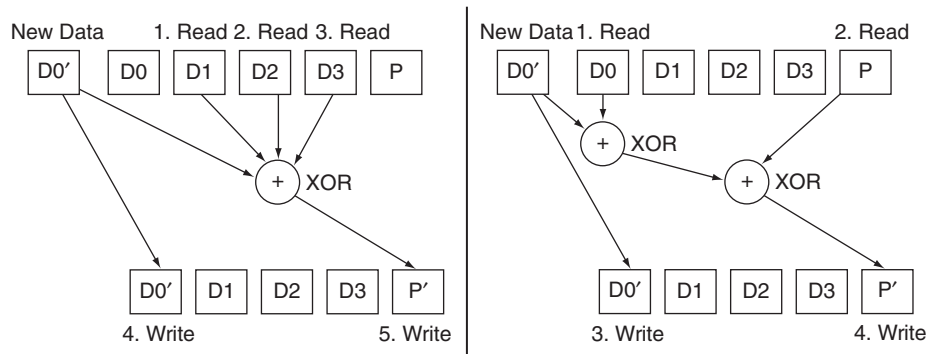 New Data 1. Read 2. Read 3. Read
D0′ D0 D1 D2 D3 P
+ XOR
D0′ D1 D2 D3 P′
4. Write 5. Write
New Data 1. Read 2. Read
D0′ D0 D1 D2 D3 P
+ XOR
+ XOR
D0′ D1 D2 D3 P′
3. Write 4. Write